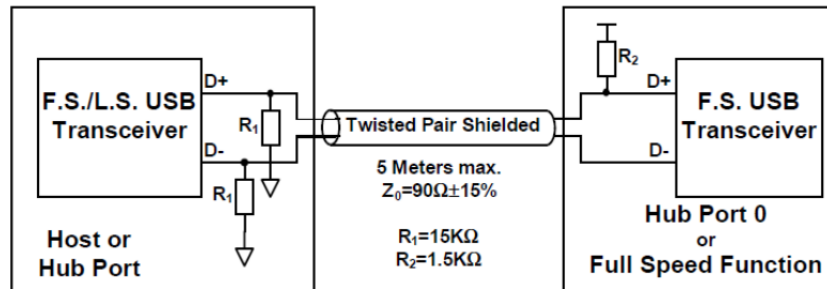 D+
F.S./L.S. USB
Transceiver
R1
D-
R1
Host or
Hub Port
Twisted Pair Shielded
5 Meters max.
Z0=90Ω±15%
R1=15KΩ
R2=1.5KΩ
R2
D+
F.S. USB
Transceiver
D-
Hub Port 0
or
Full Speed Function